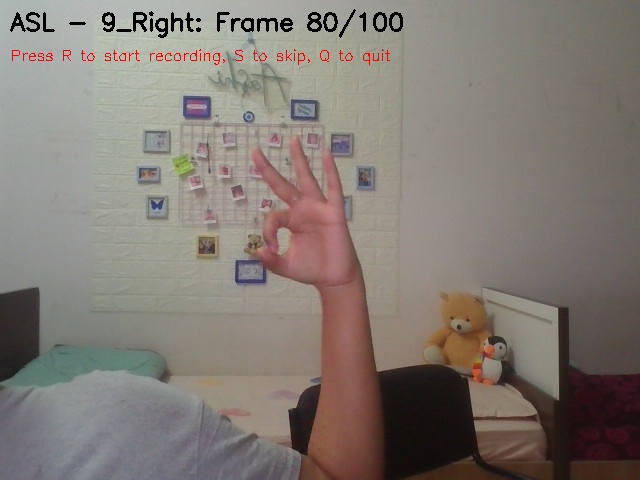 ASL - 9_Right: Frame 80/100
Press R to start recording, S to skip, Q to quit